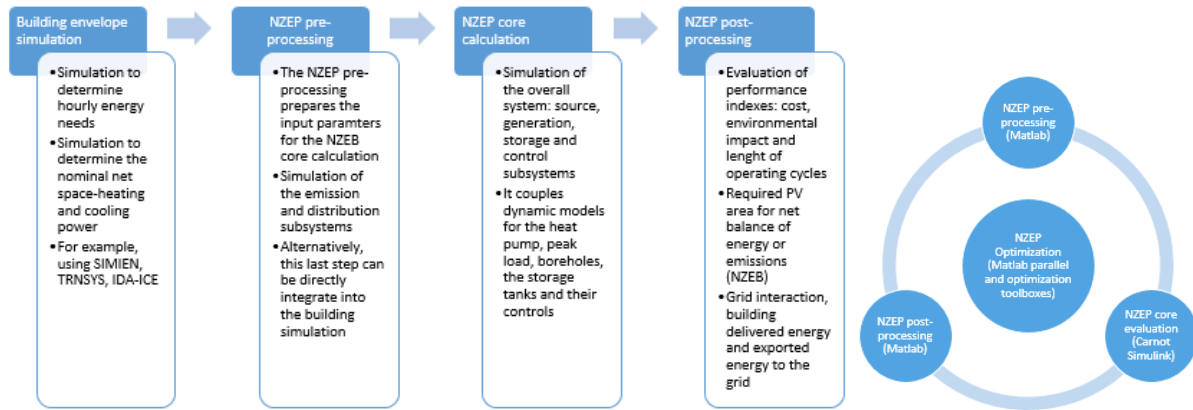 Building envelope
simulation
•Simulation to
determine
hourly energy
needs
•Simulation to
determine the
nominal net
space-heating
and cooling
power
•For example,
using SIMIEN,
TRNSYS, IDA-ICE
NZEP pre-
processing
•The NZEP pre-
processing
prepares the
input paramters
for the NZEB
core calculation
•Simulation of
the emission
and distribution
subsystems
•Alternatively,
this last step can
be directly
integrate into
the building
simulation
NZEP core
calculation
•Simulation of
the overall
system: source,
generation,
storage and
control
subsystems
•It couples
dynamic models
for the heat
pump, peak
load, boreholes,
the storage
tanks and their
controls
NZEP post-
processing
•Evaluation of
performance
indexes: cost,
environmental
impact and
lenght of
operating cycles
•Required PV
area for net
balance of
energy or
emissions
(NZEB)
•Grid interaction,
building
delivered energy
and exported
energy to the
grid
NZEP pre-
processing
(Matlab)
NZEP
Optimization
(Matlab parallel
and optimization
toolboxes)
NZEP post-
processing
(Matlab)
NZEP core
evaluation
(Carnot
Simulink)